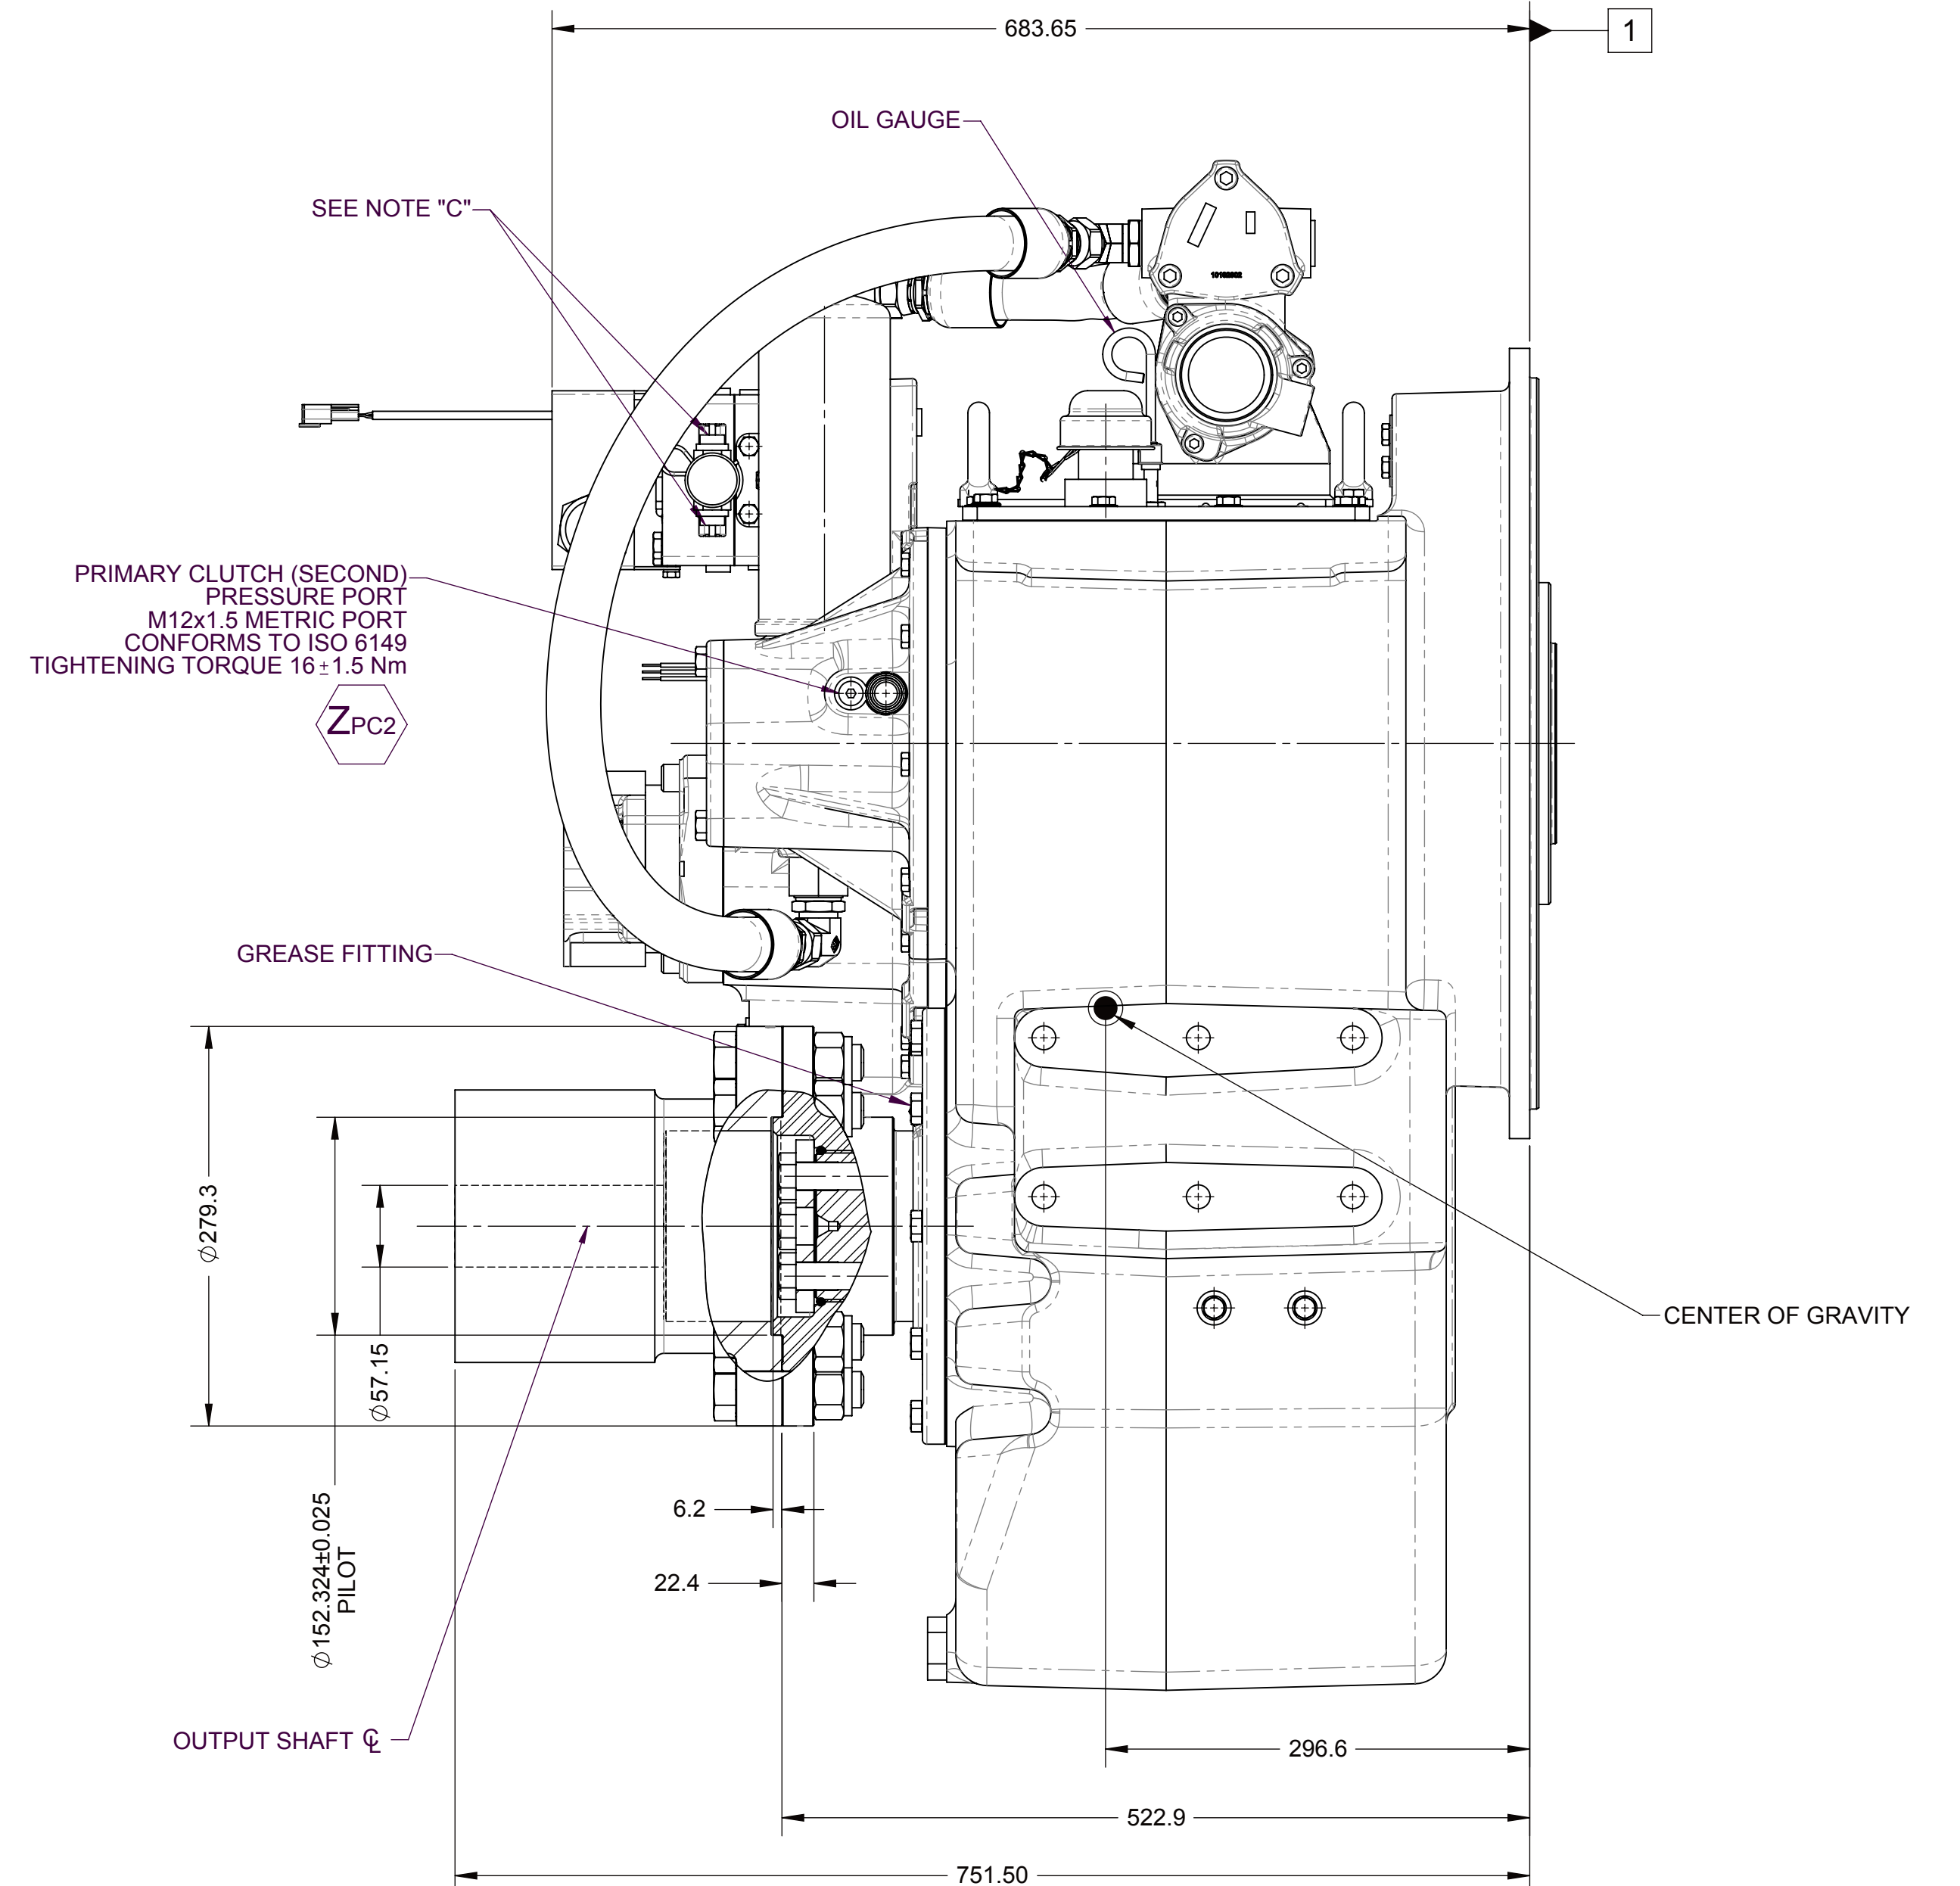 683.65
1
OIL GAUGE
SEE NOTE "C"
10192602
PRIMARY CLUTCH (SECOND)
PRESSURE PORT
M12x1.5 METRIC PORT
CONFORMS TO ISO 6149
TIGHTENING TORQUE 16±1.5 Nm
ZPC2
GREASE FITTING
⌀279.3
⌀57.15
⌀152.324±0.025
PILOT
CENTER OF GRAVITY
6.2
22.4
OUTPUT SHAFT ℄
296.6
522.9
751.50